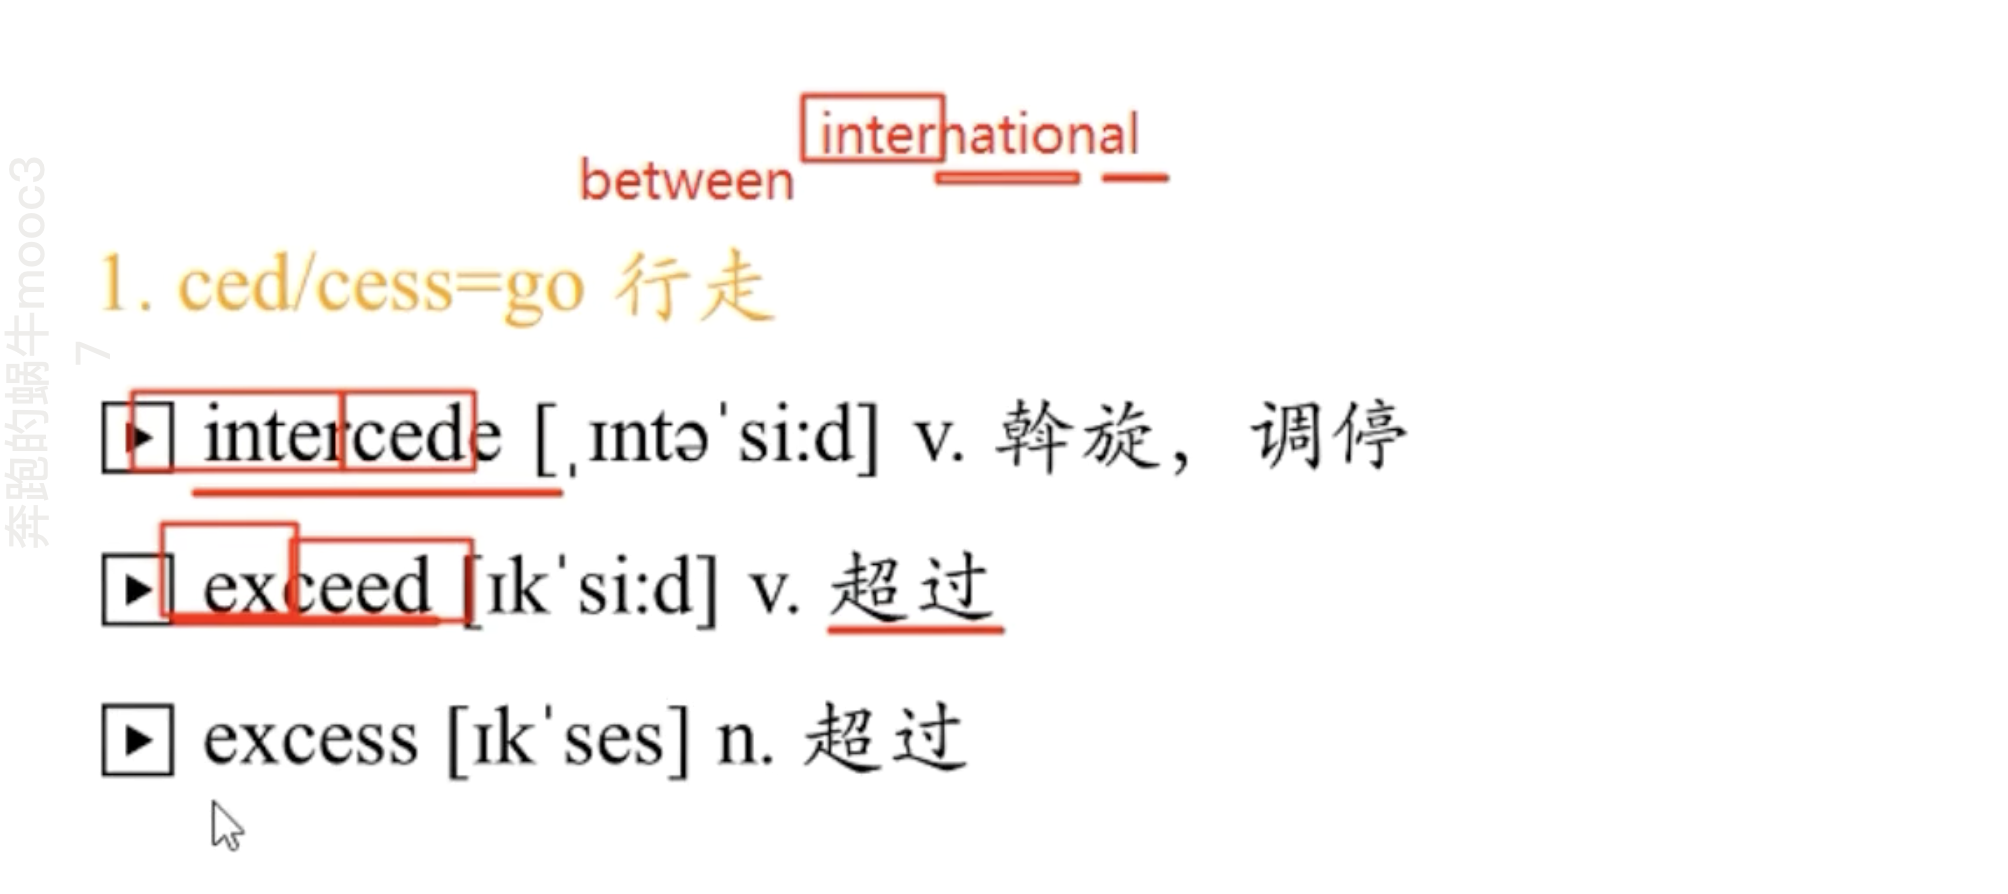 international
between
1. ced/cess=go 行走
intercede [ˌɪntəˈsi:d] v. 斡旋，调停
exceed [ɪkˈsi:d] v. 超过
excess [ɪkˈses] n. 超过
奔跑的蜗牛mooc3
7